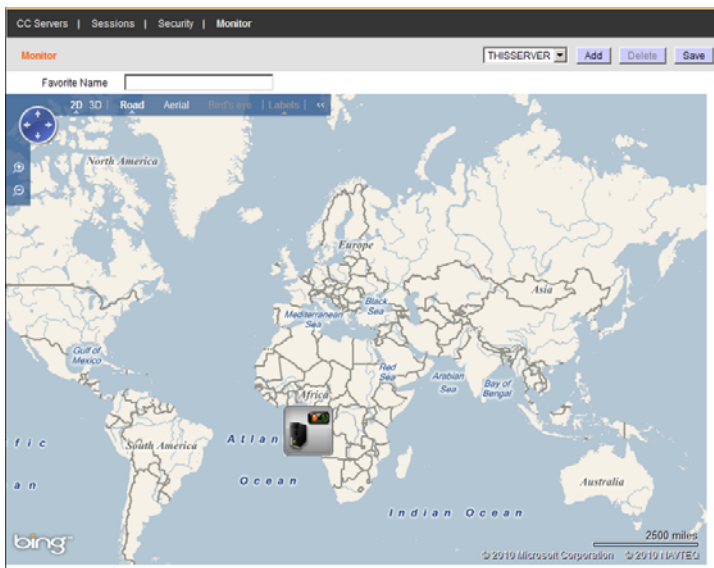 CC Servers | Sessions | Security | Monitor
Monitor
THISSERVER Add Delete Save
Favorite Name
2D 3D | Road Aerial Bird's eye | Labels | <<
North America
Europe
Asia
Black Sea
Mediterranean Sea
Gulf of Mexico
Red Sea
Arabian Sea
Bay of Bengal
Africa
South America
Atlan
Ocean
f i c
a n
Australia
Indian Ocean
bing
2500 miles
© 2010 Microsoft Corporation © 2010 NAVTEQ